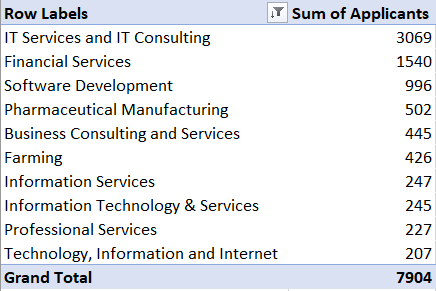 Row Labels Sum of Applicants
IT Services and IT Consulting 3069
Financial Services 1540
Software Development 996
Pharmaceutical Manufacturing 502
Business Consulting and Services 445
Farming 426
Information Services 247
Information Technology & Services 245
Professional Services 227
Technology, Information and Internet 207
Grand Total 7904